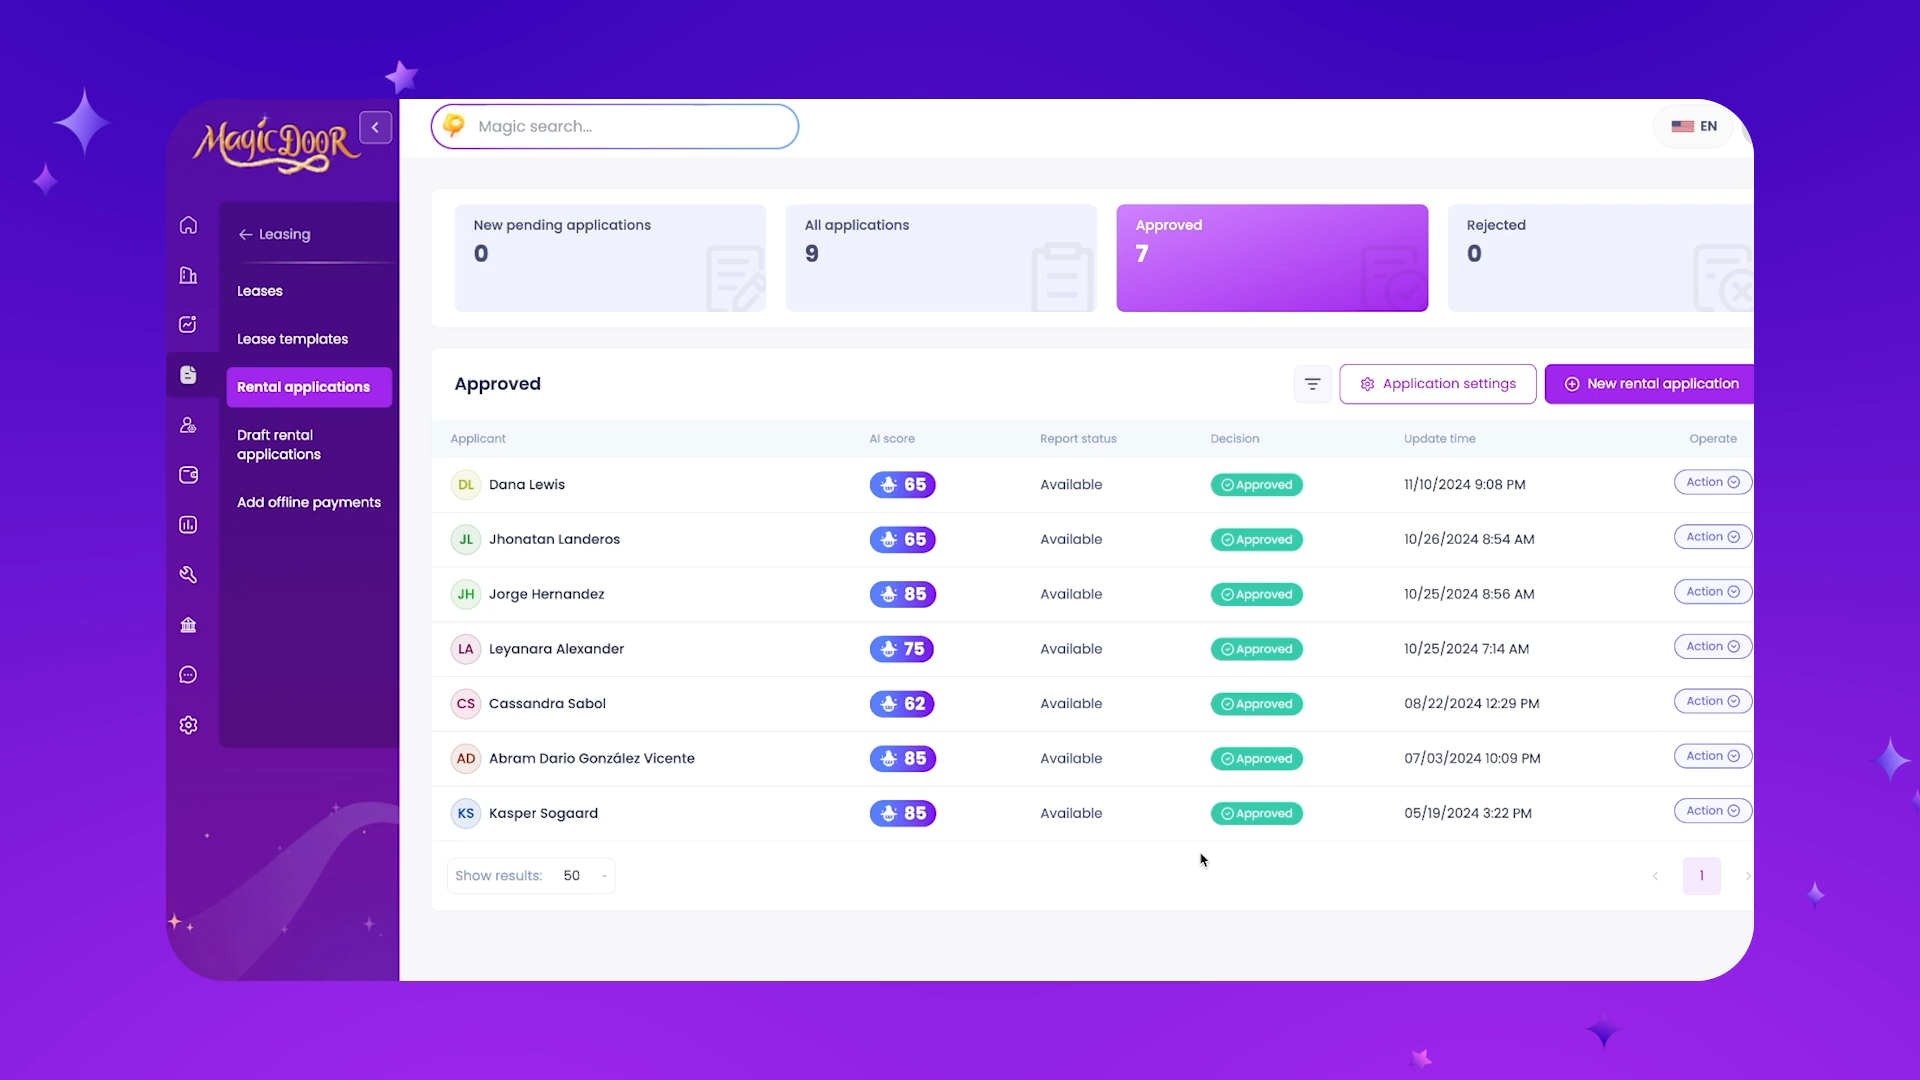 MagicDooR
Magic search...
EN
Leasing
Leases
Lease templates
Rental applications
Draft rental
applications
Add offline payments
New pending applications
0
All applications
9
Approved
7
Rejected
0
Approved
Application settings
New rental application
Applicant AI score Report status Decision Update time Operate
DL Dana Lewis 65 Available Approved 11/10/2024 9:08 PM Action
JL Jhonatan Landeros 65 Available Approved 10/26/2024 8:54 AM Action
JH Jorge Hernandez 85 Available Approved 10/25/2024 8:56 AM Action
LA Leyanara Alexander 75 Available Approved 10/25/2024 7:14 AM Action
CS Cassandra Sabol 62 Available Approved 08/22/2024 12:29 PM Action
AD Abram Dario González Vicente 85 Available Approved 07/03/2024 10:09 PM Action
KS Kasper Sogaard 85 Available Approved 05/19/2024 3:22 PM Action
Show results: 50
1